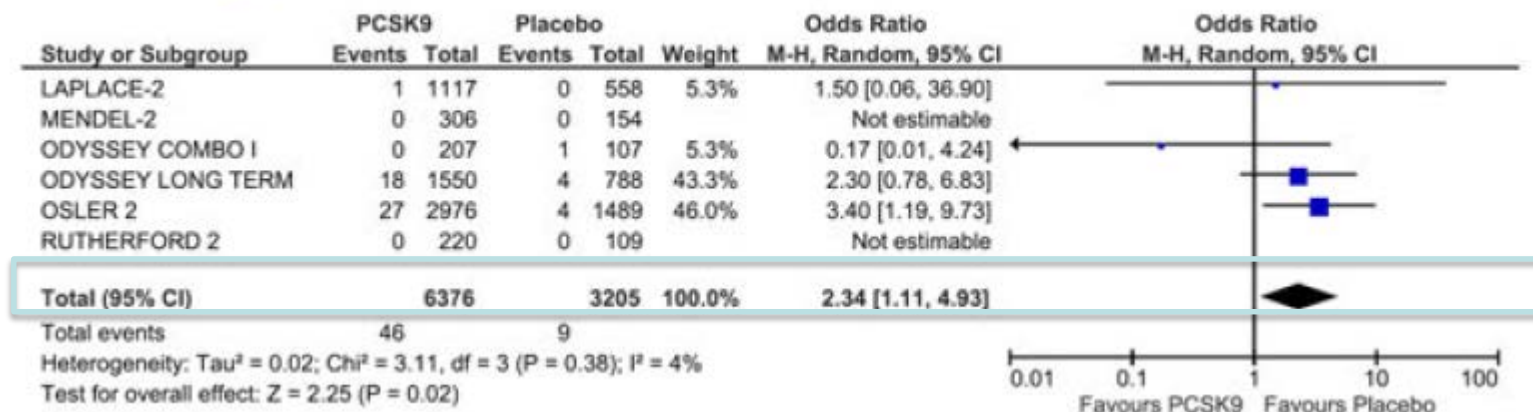 PCSK9 Placebo Odds Ratio Odds Ratio
Study or Subgroup Events Total Events Total Weight M-H, Random, 95% CI M-H, Random, 95% CI
LAPLACE-2 1 1117 0 558 5.3% 1.50 [0.06, 36.90]
MENDEL-2 0 306 0 154 Not estimable
ODYSSEY COMBO I 0 207 1 107 5.3% 0.17 [0.01, 4.24]
ODYSSEY LONG TERM 18 1550 4 788 43.3% 2.30 [0.78, 6.83]
OSLER 2 27 2976 4 1489 46.0% 3.40 [1.19, 9.73]
RUTHERFORD 2 0 220 0 109 Not estimable
Total (95% CI) 6376 3205 100.0% 2.34 [1.11, 4.93]
Total events 46 9
Heterogeneity: Tau² = 0.02; Chi² = 3.11, df = 3 (P = 0.38); I² = 4%
Test for overall effect: Z = 2.25 (P = 0.02)
0.01 0.1 1 10 100
Favours PCSK9 Favours Placebo